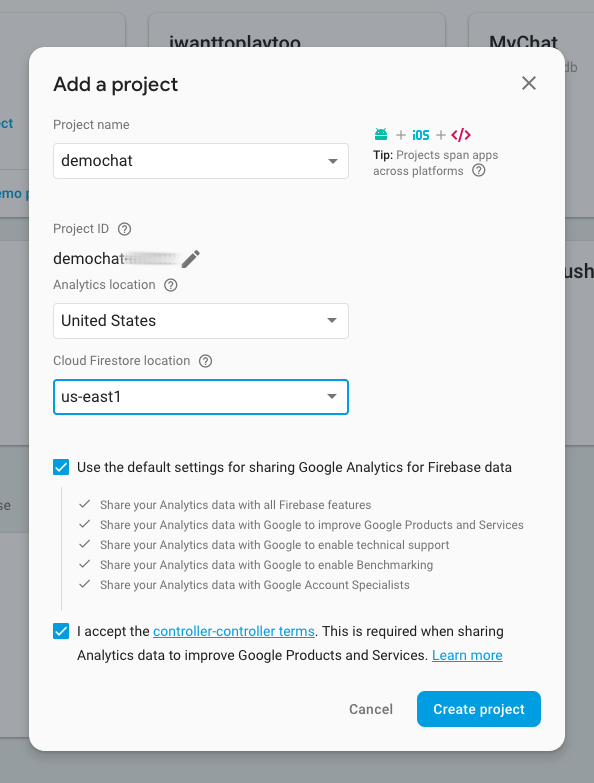 iwanttoplaytoo
MyChat
db
ect
emo p
ush
se
Add a project
Project name
demochat
+ iOS + </>
Tip: Projects span apps
across platforms ?
Project ID ?
demochat-
Analytics location ?
United States
Cloud Firestore location ?
us-east1
Use the default settings for sharing Google Analytics for Firebase data
Share your Analytics data with all Firebase features
Share your Analytics data with Google to improve Google Products and Services
Share your Analytics data with Google to enable technical support
Share your Analytics data with Google to enable Benchmarking
Share your Analytics data with Google Account Specialists
I accept the controller-controller terms. This is required when sharing
Analytics data to improve Google Products and Services. Learn more
Cancel
Create project